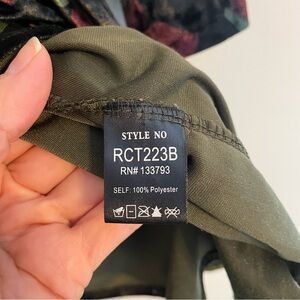 STYLE NO
RCT223B
RN# 133793
SELF: 100% Polyester